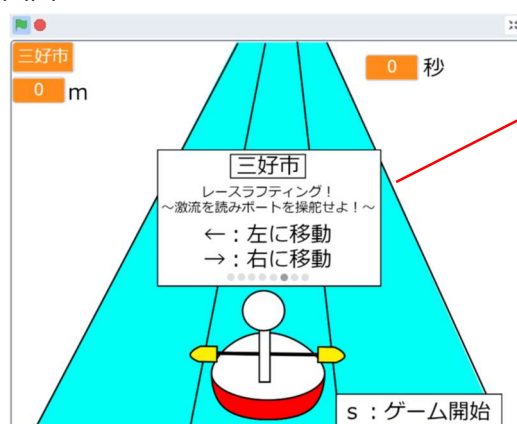 三好市
0 秒
0 m
三好市
レースラフティング！
～激流を読みボートを操舵せよ！～
←：左に移動
→：右に移動
s：ゲーム開始